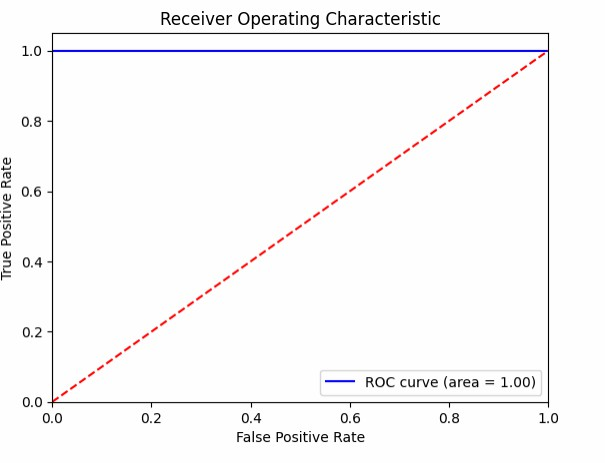 Receiver Operating Characteristic
True Positive Rate
1.0
0.8
0.6
0.4
0.2
0.0
ROC curve (area = 1.00)
0.0 0.2 0.4 0.6 0.8 1.0
False Positive Rate